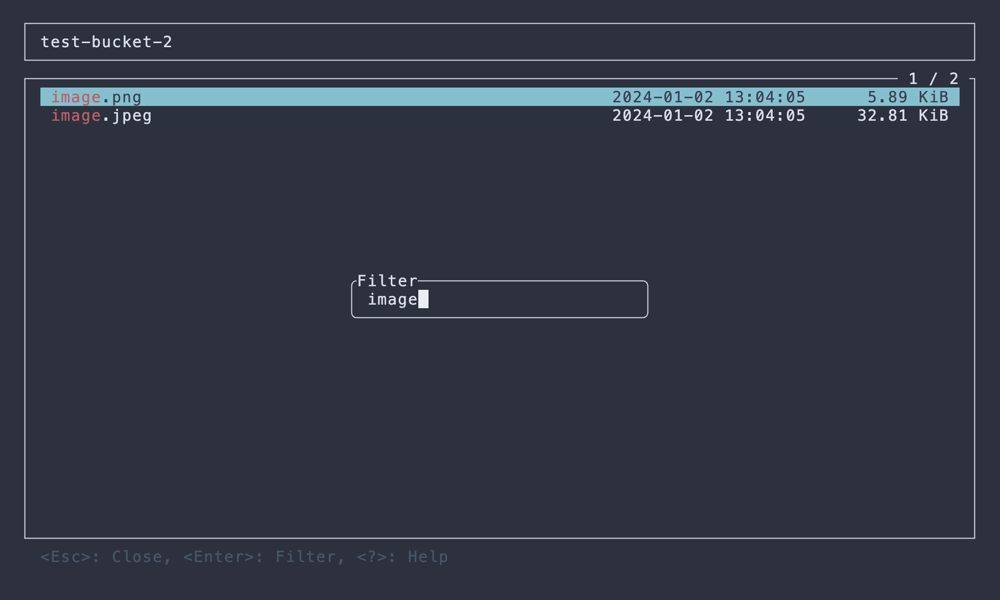 test-bucket-2
1 / 2
image.png 2024-01-02 13:04:05 5.89 KiB
image.jpeg 2024-01-02 13:04:05 32.81 KiB
Filter
image
<Esc>: Close, <Enter>: Filter, <?>: Help